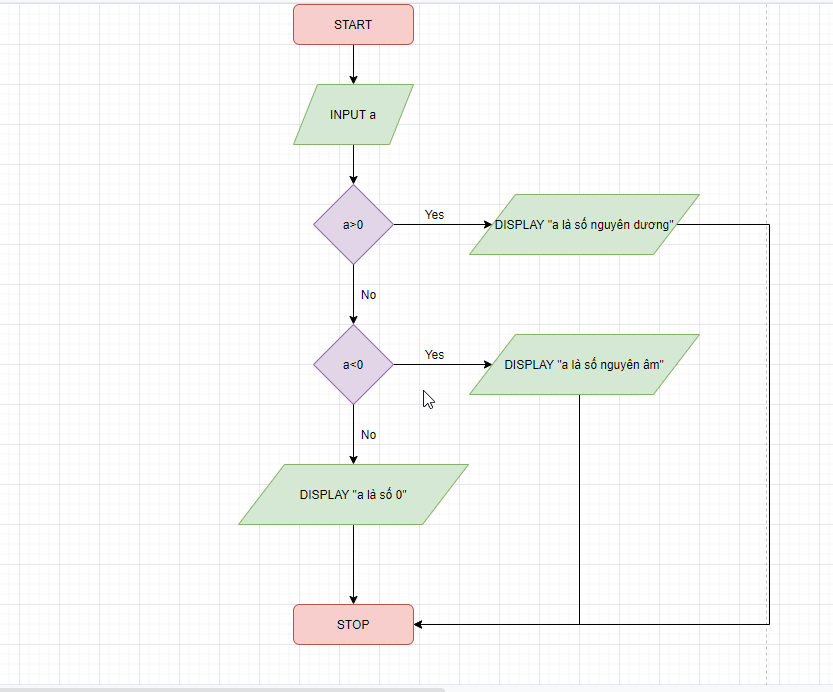 START
INPUT a
a>0
Yes
DISPLAY "a là số nguyên dương"
No
a<0
Yes
DISPLAY "a là số nguyên âm"
No
DISPLAY "a là số 0"
STOP